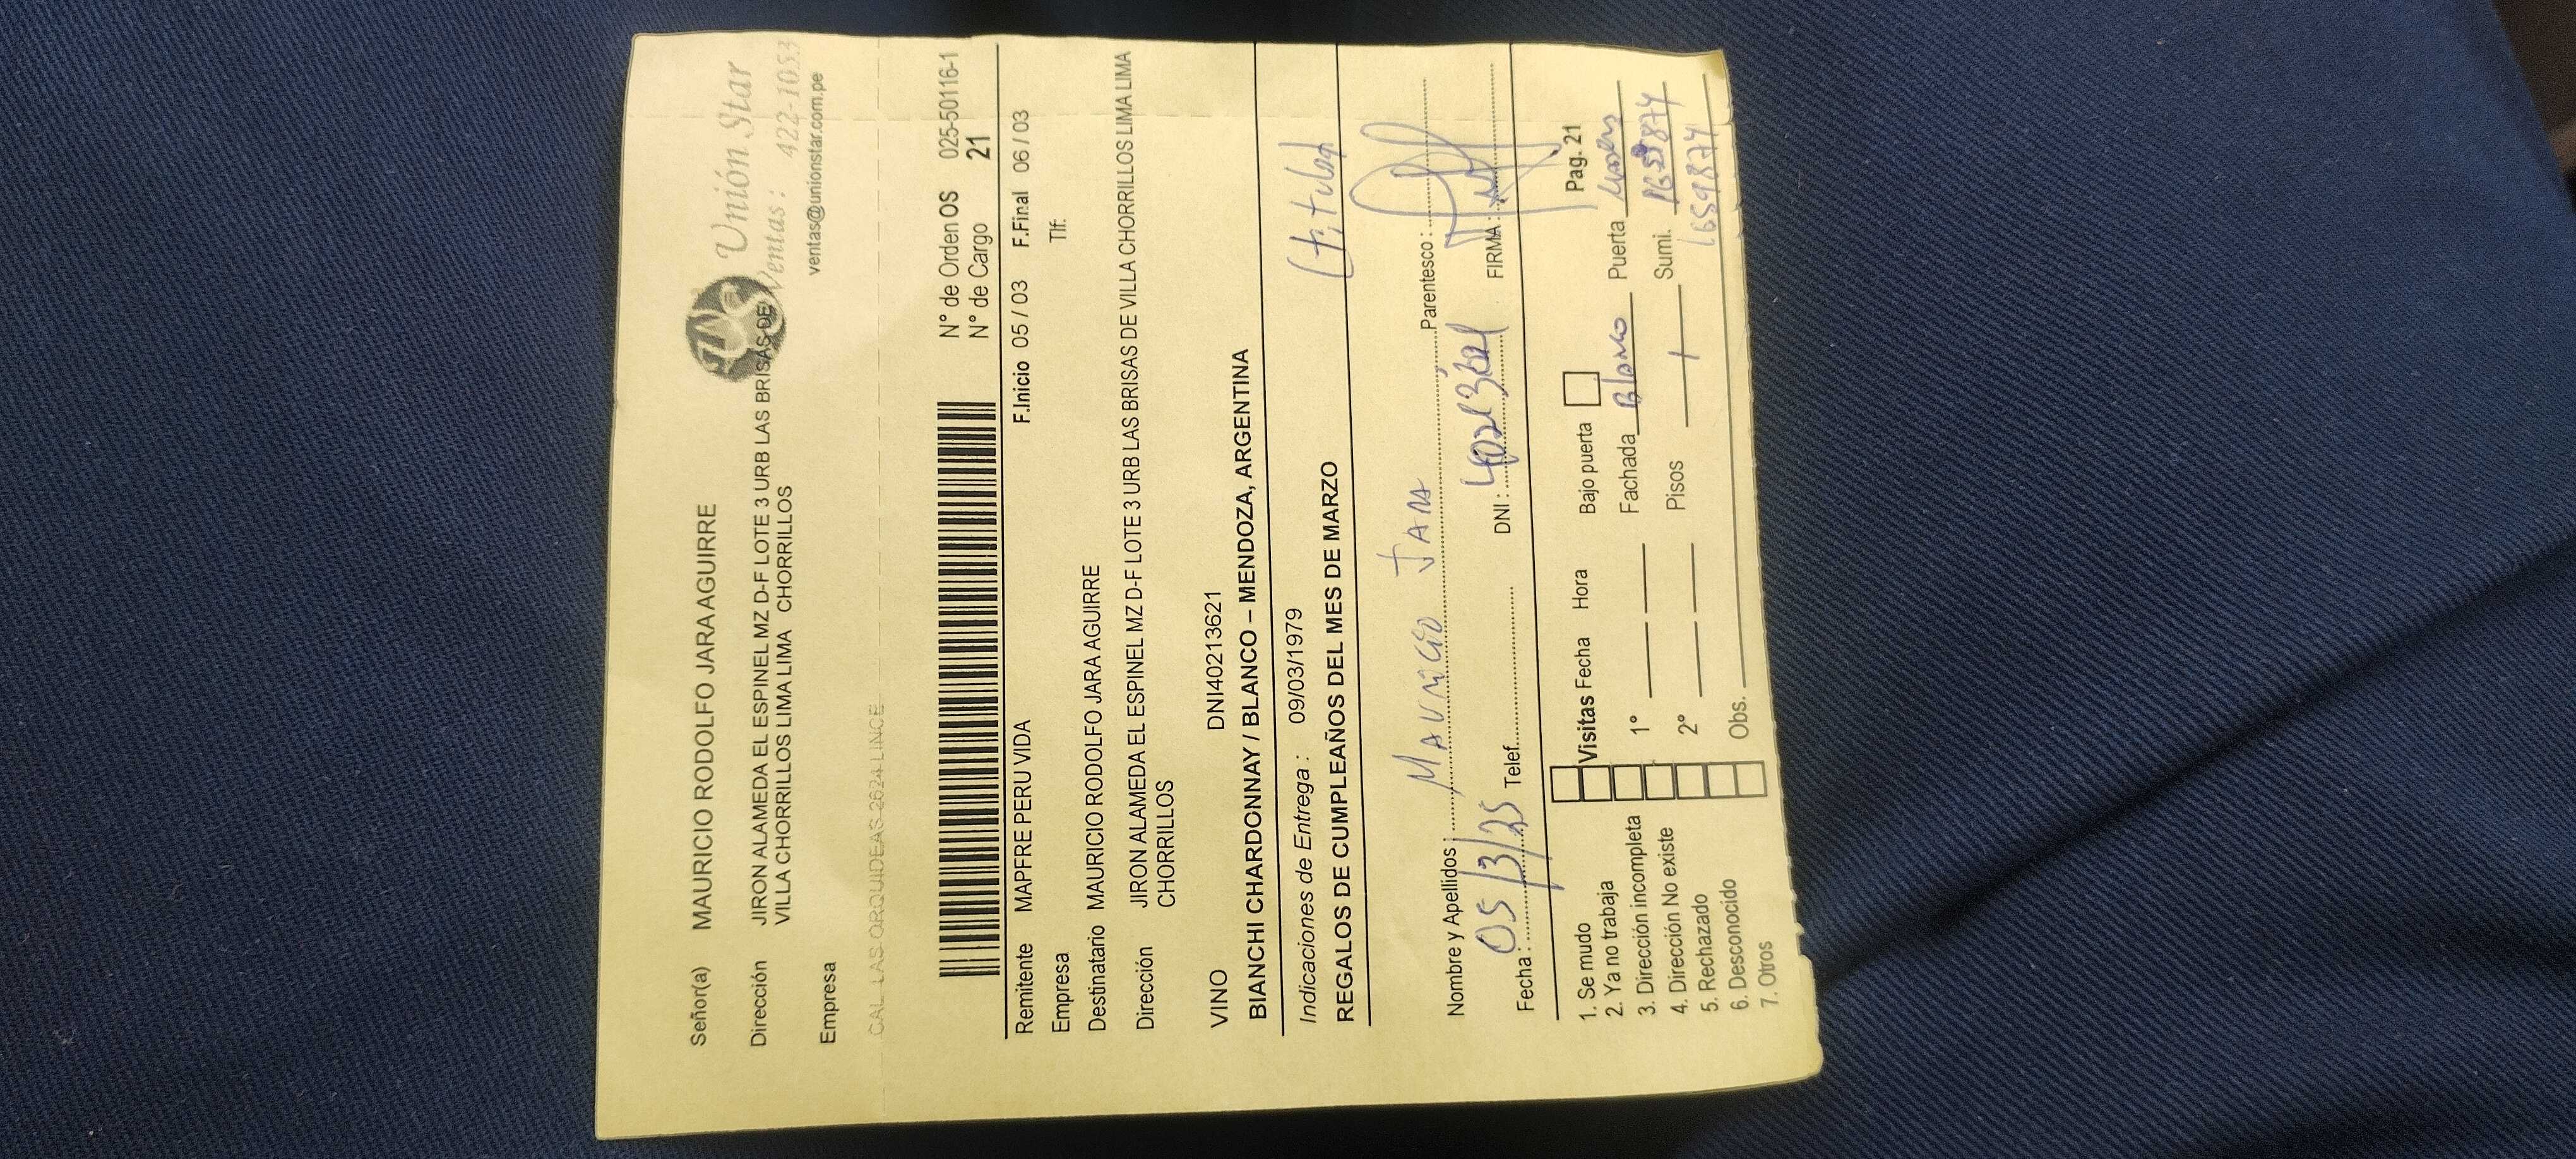 Unión Star
Ventas: 422-1053
ventas@unionstar.com.pe
Señor(a) MAURICIO RODOLFO JARA AGUIRRE
Dirección JIRON ALAMEDA EL ESPINEL MZ D-F LOTE 3 URB LAS BRISAS DE
VILLA CHORRILLOS LIMA LIMA CHORRILLOS
Empresa
CAL LAS ORQUIDEAS 2624 LINCE
N° de Orden OS 025-50116-1
N° de Cargo 21
Remitente MAPFRE PERU VIDA F.Inicio 05 / 03 F.Final 06 / 03
Empresa Tlf:
Destinatario MAURICIO RODOLFO JARA AGUIRRE
Dirección JIRON ALAMEDA EL ESPINEL MZ D-F LOTE 3 URB LAS BRISAS DE VILLA CHORRILLOS LIMA LIMA
CHORRILLOS
VINO DNI40213621
BIANCHI CHARDONNAY / BLANCO – MENDOZA, ARGENTINA
Indicaciones de Entrega : 09/03/1979
REGALOS DE CUMPLEAÑOS DEL MES DE MARZO
Nombre y Apellidos : Mauricio Jara Parentesco :
Fecha : 05/3/25 Telef. DNI : 40213621 FIRMA :
Pag. 21
1. Se mudo Visitas Fecha Hora Bajo puerta
2. Ya no trabaja 1° Fachada Blanco Puerta
3. Dirección incompleta
4. Dirección No existe 2° Pisos 1 Sumi.
5. Rechazado
6. Desconocido Obs. 1659874
7. Otros